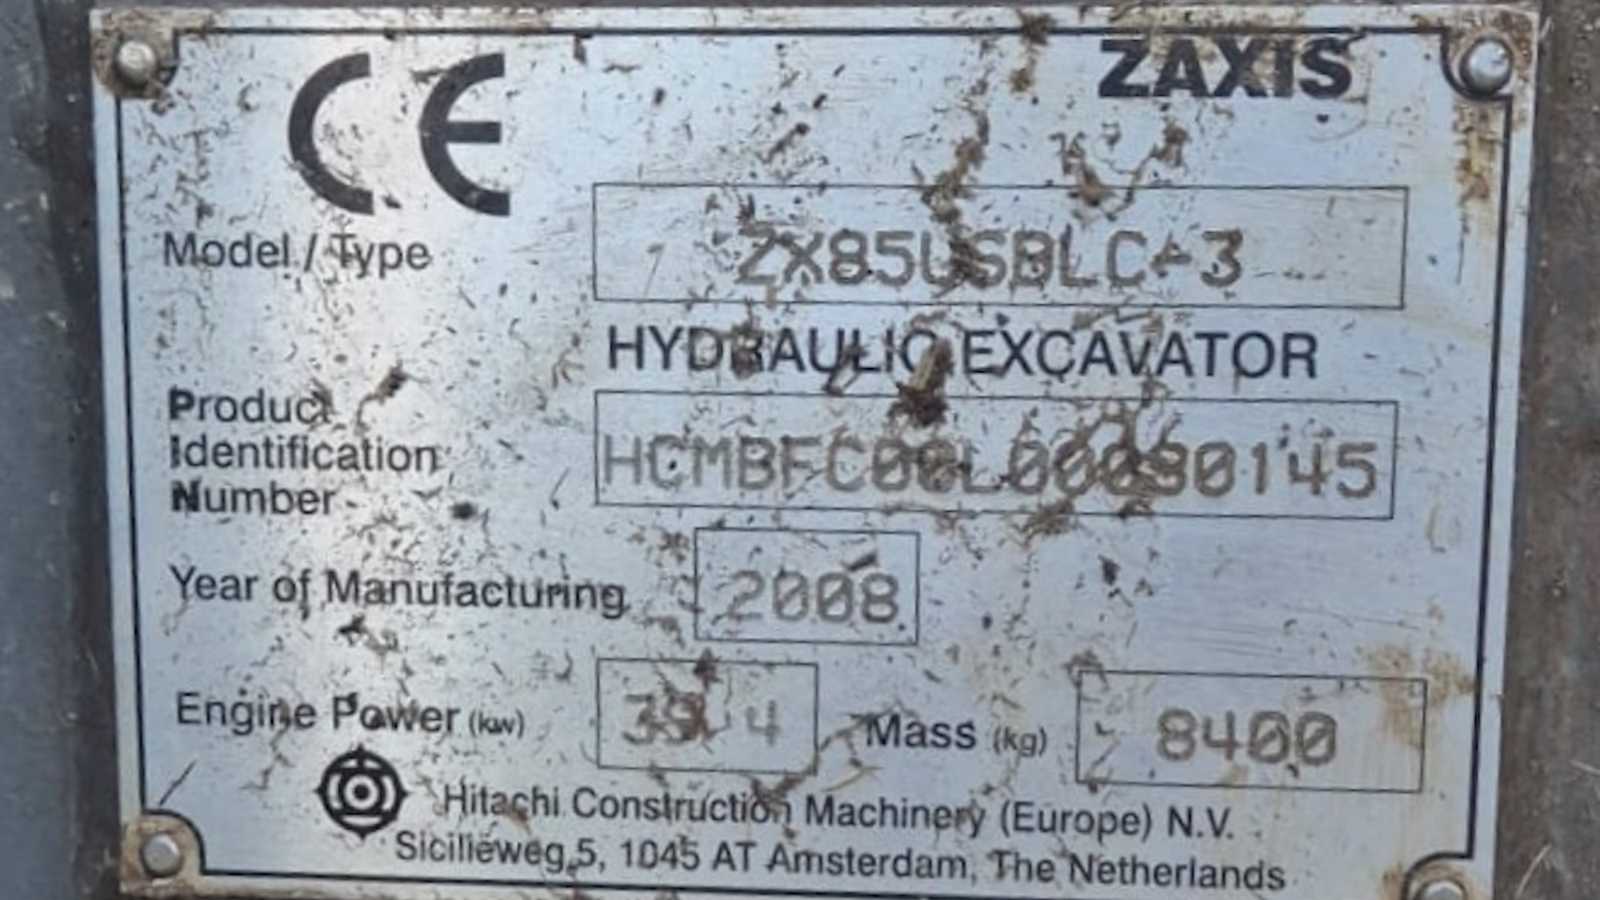 CE
ZAXIS
Model / Type
ZX85USBLC-3
HYDRAULIC EXCAVATOR
Product
Identification
Number
Year of Manufacturing 2008
Engine Power (kw) Mass (kg) 8400
Hitachi Construction Machinery (Europe) N.V.
Siciliëweg 5, 1045 AT Amsterdam, The Netherlands